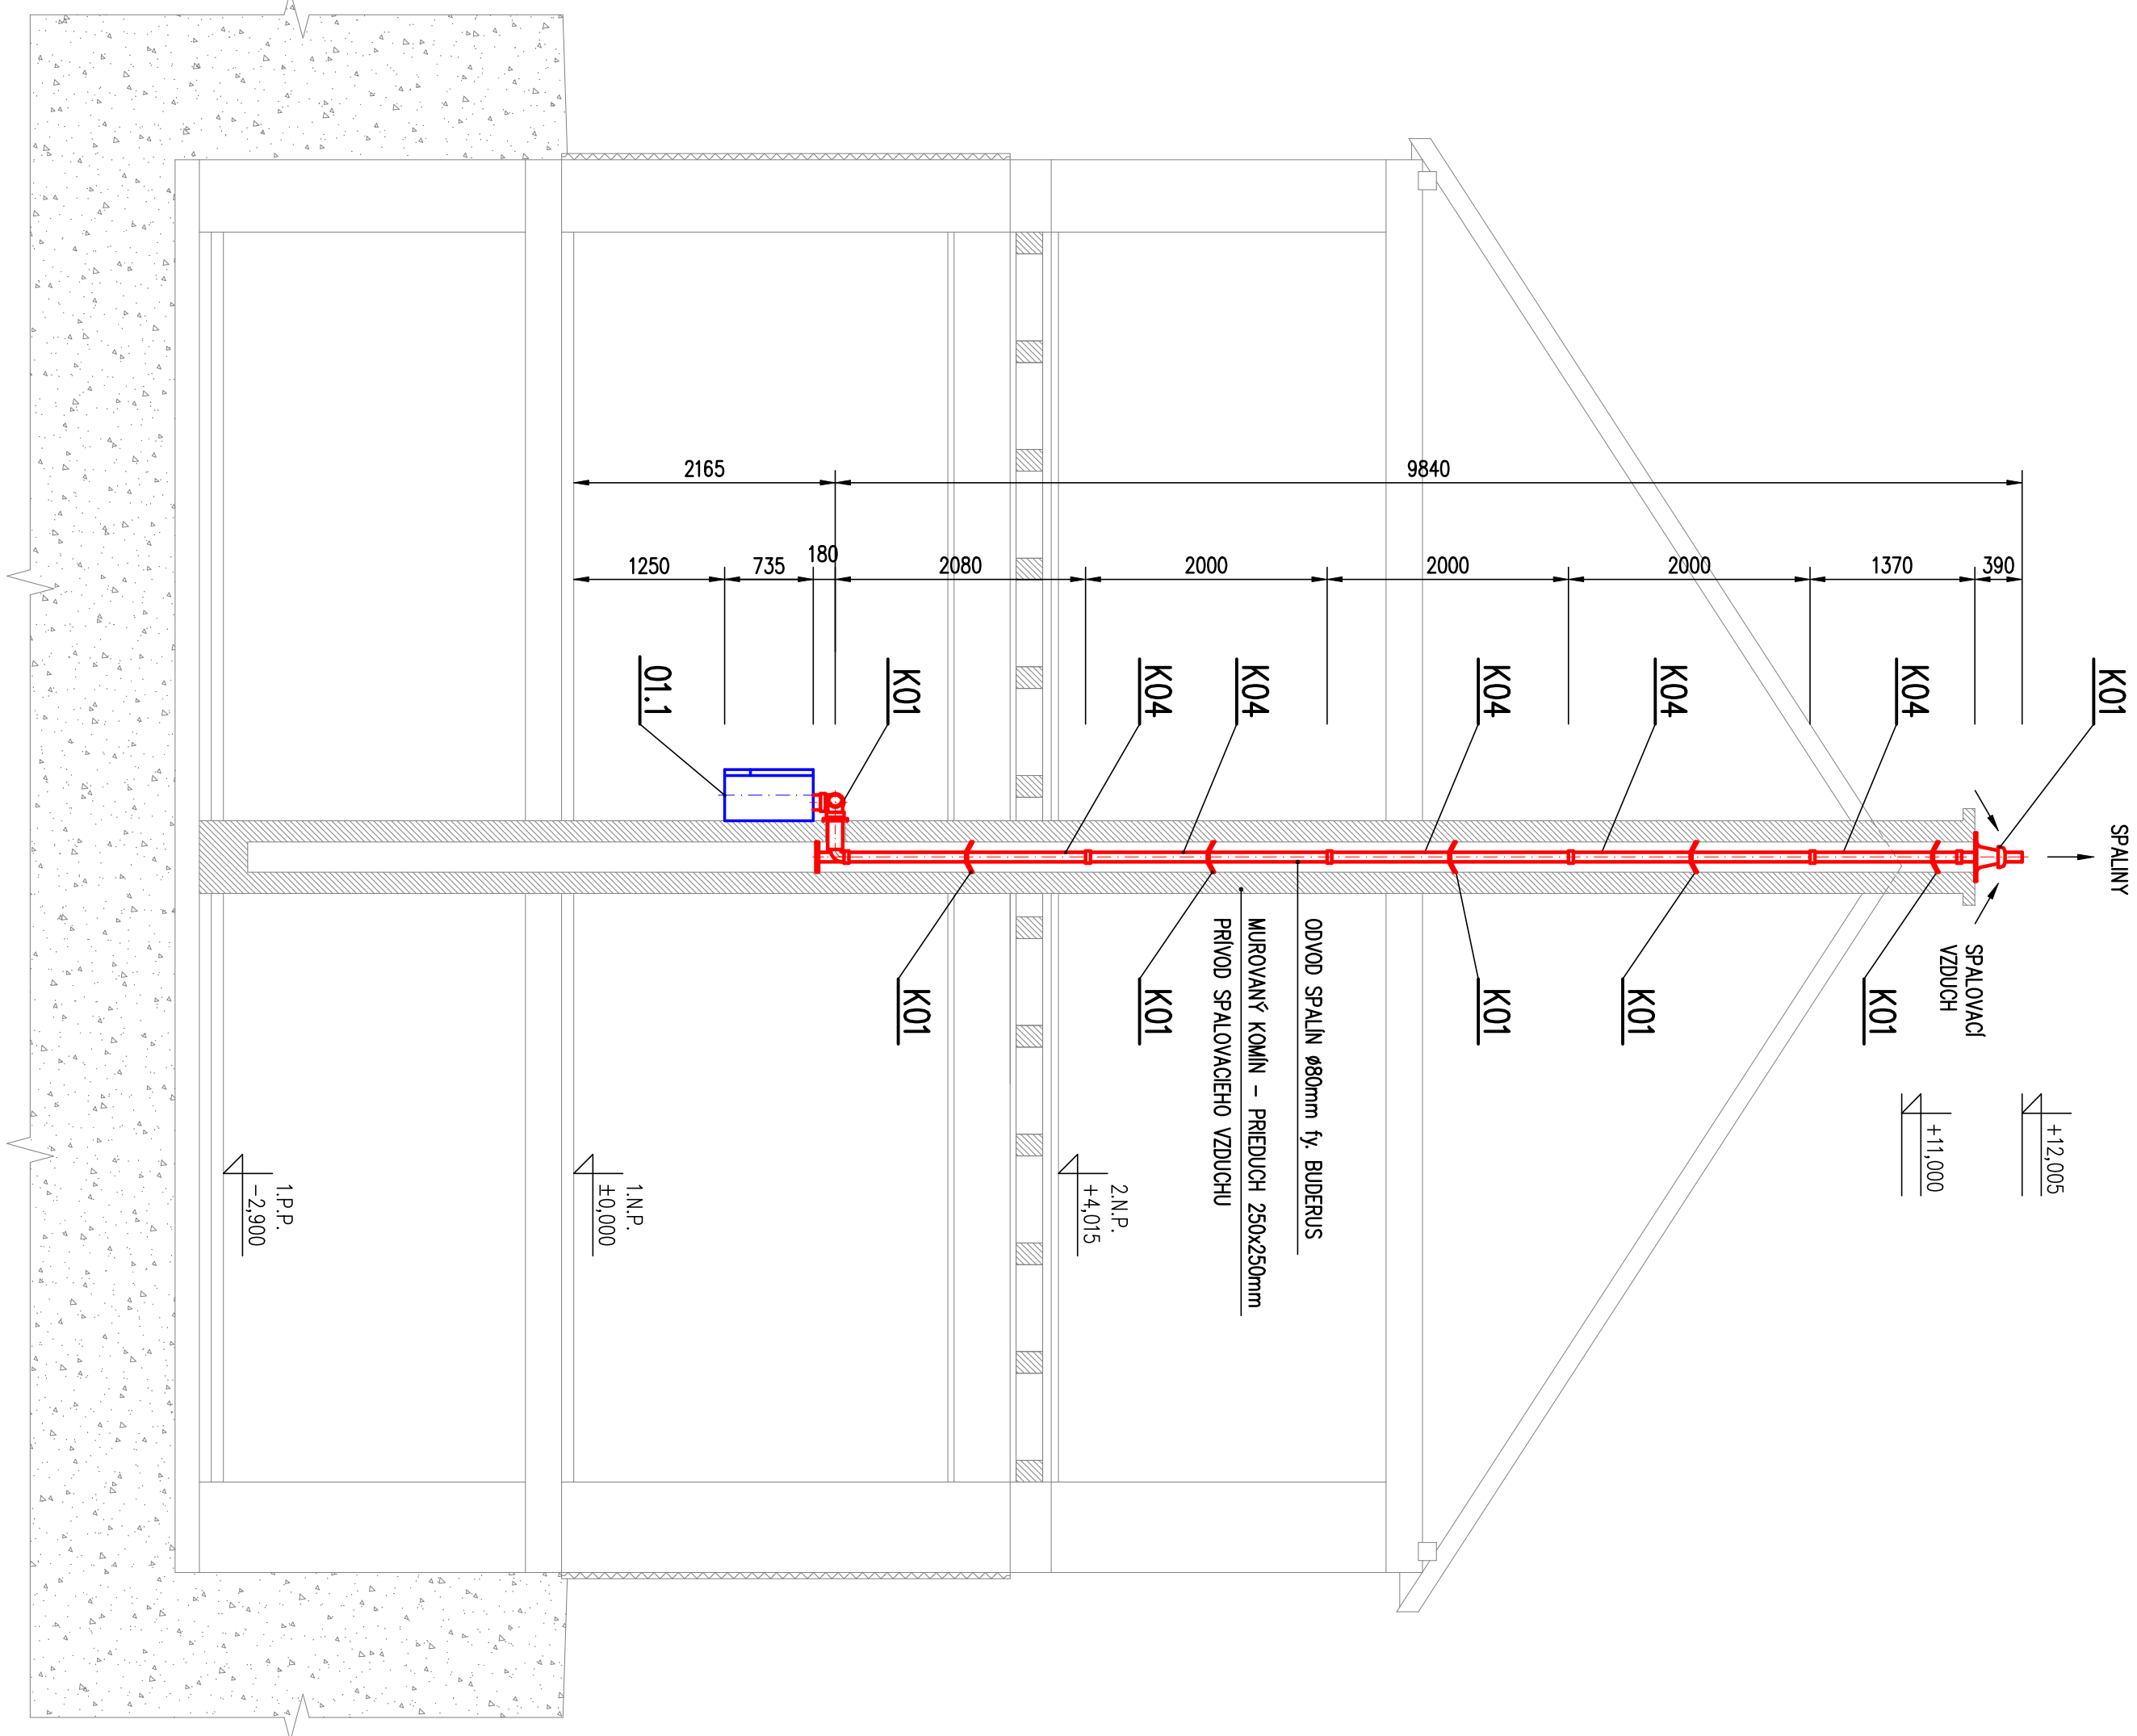 SPALINY
K01
SPALOVACÍ
VZDUCH
+12,005
+11,000
390
1370
2000
2000
2000
2080
180
735
1250
9840
2165
K04
K04
K04
K04
K04
K01
01.1
K01
K01
K01
K01
K01
ODVOD SPALÍN ø80mm fy. BUDERUS
MUROVANÝ KOMÍN - PRIEDUCH 250x250mm
PRÍVOD SPALOVACIEHO VZDUCHU
2.N.P.
+4,015
1.N.P.
±0,000
1.P.P.
-2,900